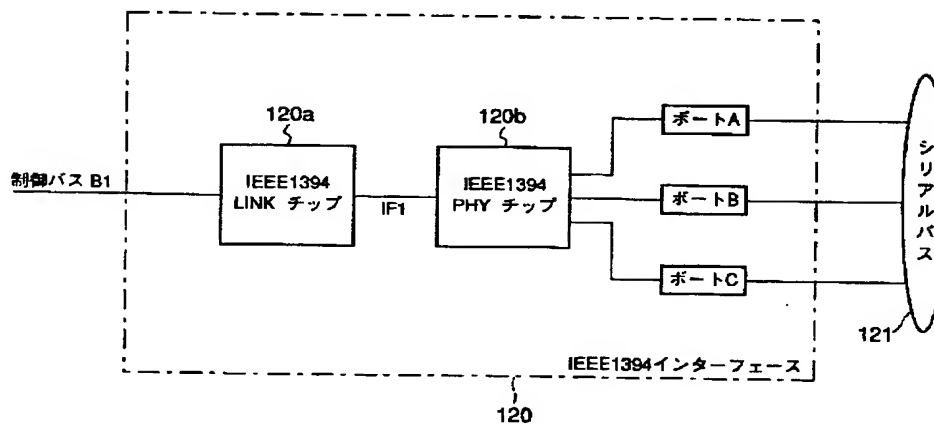 120a
120b
ポートA
制御バス B1
IEEE1394
LINK チップ
IF1
IEEE1394
PHY チップ
ポートB
シリアルバス
ポートC
121
IEEE1394インターフェース
120